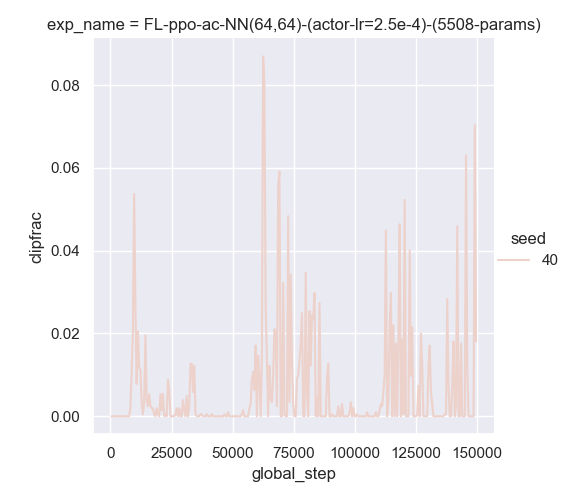 exp_name = FL-ppo-ac-NN(64,64)-(actor-lr=2.5e-4)-(5508-params)
0.08
0.06
0.04
0.02
0.00
clipfrac
0 25000 50000 75000 100000 125000 150000
global_step
seed
40